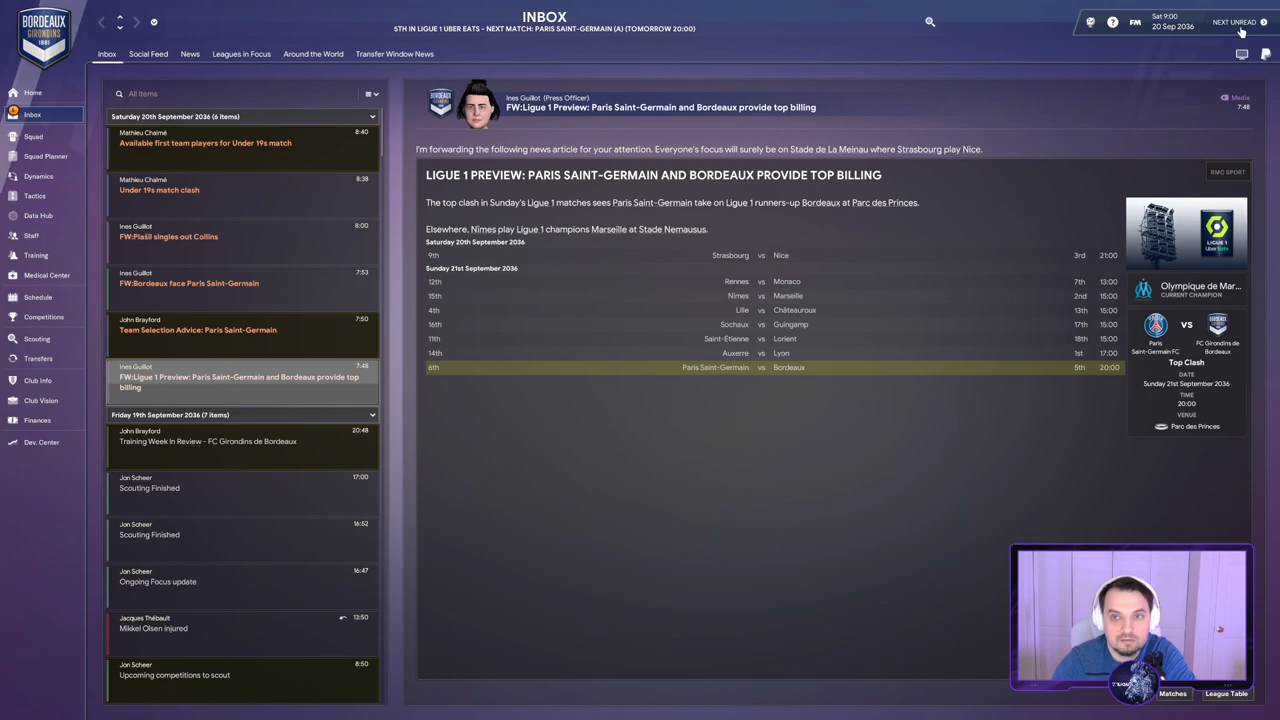 BORDEAUX
GIRONDINS
1881
INBOX
5TH IN LIGUE 1 UBER EATS - NEXT MATCH: PARIS SAINT-GERMAIN (A) (TOMORROW 20:00)
FM
Sat 9:00
20 Sep 2036
NEXT UNREAD
Inbox
Social Feed
News
Leagues in Focus
Around the World
Transfer Window News
Home
Inbox
Squad
Squad Planner
Dynamics
Tactics
Data Hub
Staff
Training
Medical Center
Schedule
Competitions
Scouting
Transfers
Club Info
Club Vision
Finances
Dev. Center
All Items
Saturday 20th September 2036 (6 items)
Mathieu Chalmé 8:40
Available first team players for Under 19s match
Mathieu Chalmé 8:38
Under 19s match clash
Ines Guillot 8:00
FW:Plašil singles out Collins
Ines Guillot 7:53
FW:Bordeaux face Paris Saint-Germain
John Brayford 7:50
Team Selection Advice: Paris Saint-Germain
Ines Guillot 7:48
FW:Ligue 1 Preview: Paris Saint-Germain and Bordeaux provide top
billing
Friday 19th September 2036 (7 items)
John Brayford 20:48
Training Week In Review - FC Girondins de Bordeaux
Jon Scheer 17:00
Scouting Finished
Jon Scheer 16:52
Scouting Finished
Jon Scheer 16:47
Ongoing Focus update
Jacques Thébault 13:50
Mikkel Olsen injured
Jon Scheer 8:50
Upcoming competitions to scout
Ines Guillot (Press Officer)
FW:Ligue 1 Preview: Paris Saint-Germain and Bordeaux provide top billing
Media
7:48
I'm forwarding the following news article for your attention. Everyone's focus will surely be on Stade de La Meinau where Strasbourg play Nice.
LIGUE 1 PREVIEW: PARIS SAINT-GERMAIN AND BORDEAUX PROVIDE TOP BILLING
RMC SPORT
The top clash in Sunday's Ligue 1 matches sees Paris Saint-Germain take on Ligue 1 runners-up Bordeaux at Parc des Princes.
Elsewhere, Nîmes play Ligue 1 champions Marseille at Stade Nemausus.
Saturday 20th September 2036
9th Strasbourg vs Nice 3rd 21:00
Sunday 21st September 2036
12th Rennes vs Monaco 7th 13:00
15th Nîmes vs Marseille 2nd 15:00
4th Lille vs Châteauroux 13th 15:00
16th Sochaux vs Guingamp 17th 15:00
11th Saint-Étienne vs Lorient 18th 15:00
14th Auxerre vs Lyon 1st 17:00
6th Paris Saint-Germain vs Bordeaux 5th 20:00
LIGUE 1
Uber Eats
Olympique de Mar...
CURRENT CHAMPION
VS
Paris
Saint-Germain FC
FC Girondins de
Bordeaux
Top Clash
DATE
Sunday 21st September 2036
TIME
20:00
VENUE
Parc des Princes
Matches
League Table